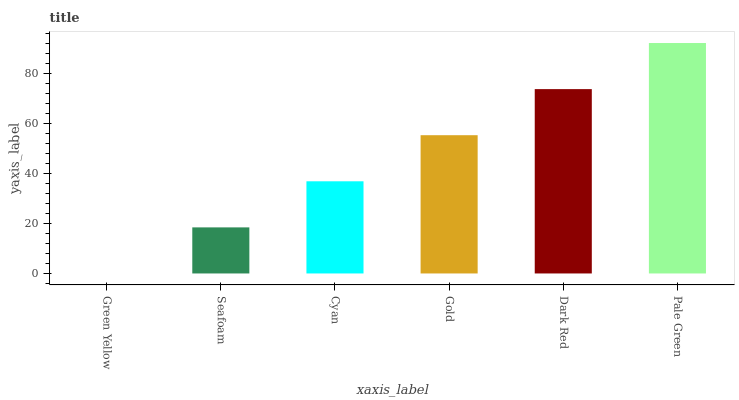 title
yaxis_label
80
60
40
20
0
Green Yellow
Seafoam
Cyan
Gold
Dark Red
Pale Green
xaxis_label